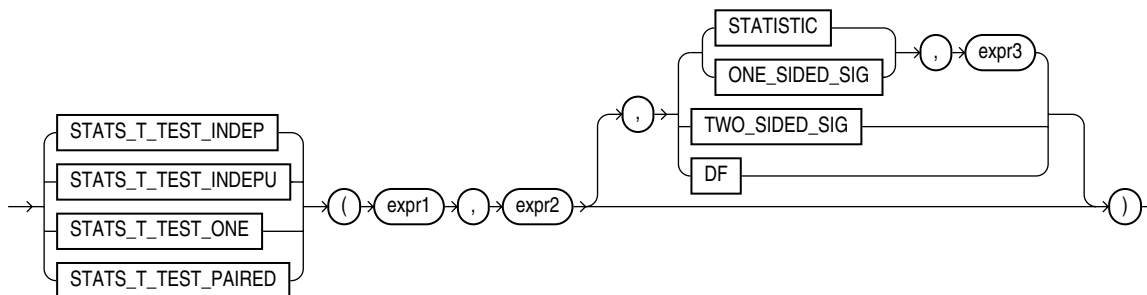 STATS_T_TEST_INDEP
STATS_T_TEST_INDEPU
STATS_T_TEST_ONE
STATS_T_TEST_PAIRED
( expr1 , expr2
,
STATISTIC
ONE_SIDED_SIG
, expr3
TWO_SIDED_SIG
DF
)